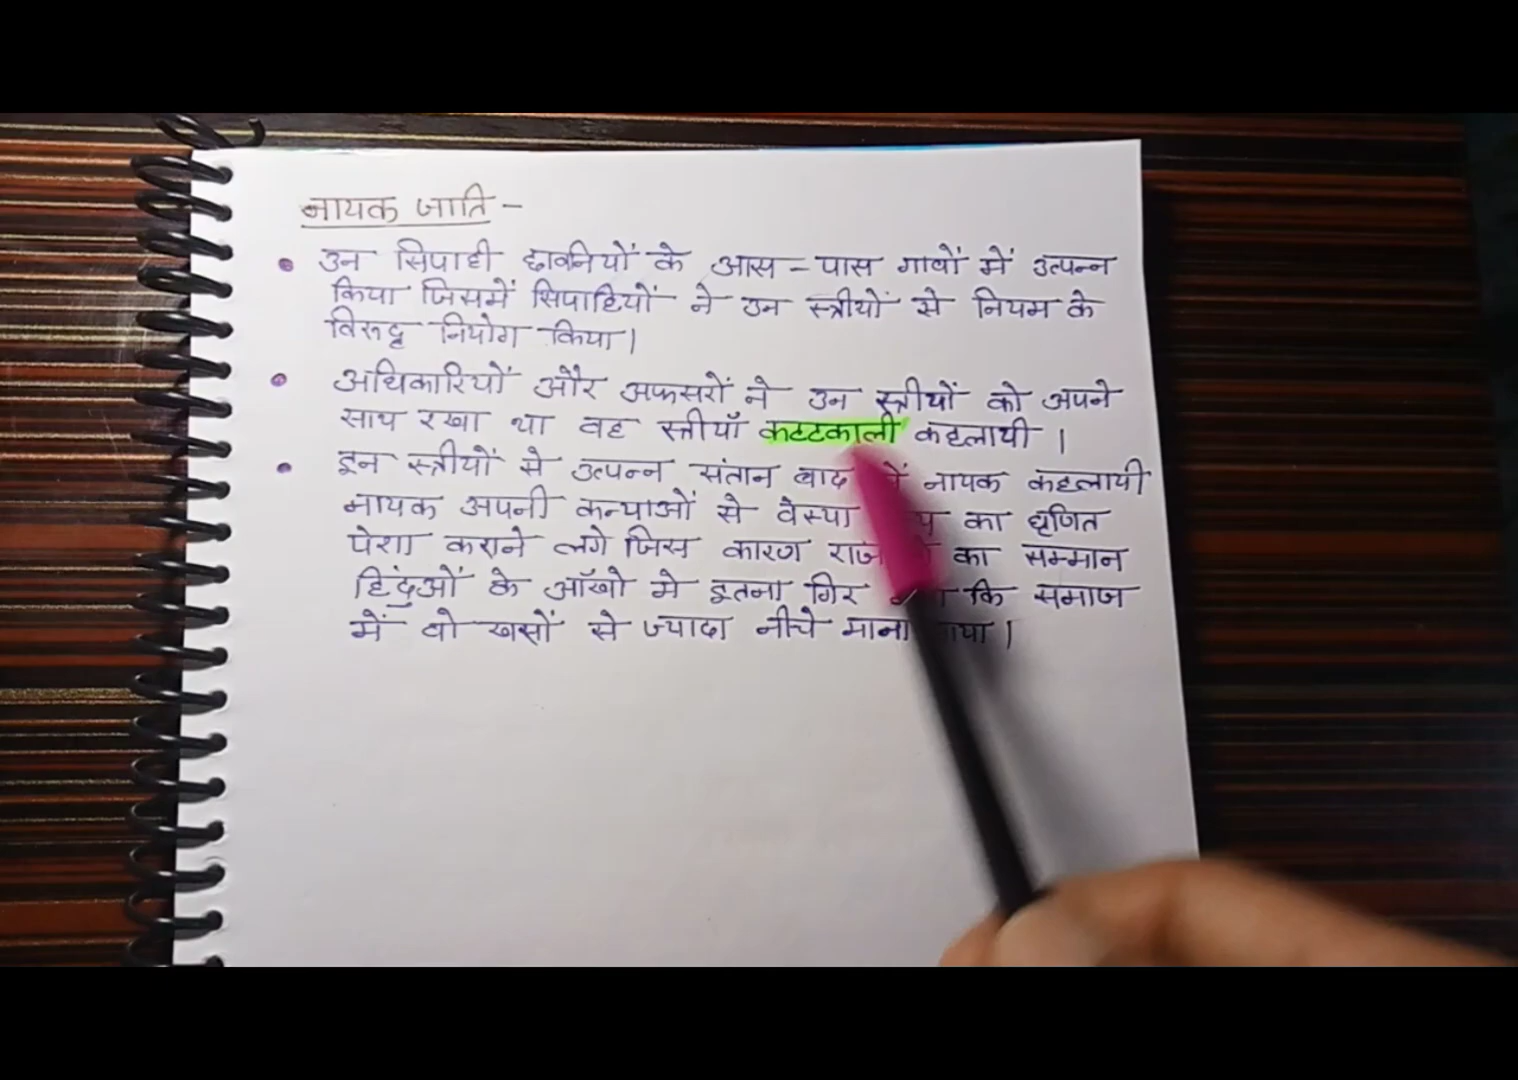 नायक जाति -
उन सिपाही छावनियों के आस - पास गावों में उत्पन्न
किया जिसमें सिपाहियों ने उन स्त्रीयों से नियम के
विरुद्ध नियोग किया।
अधिकारियों और अफसरों ने उन स्त्रीयों को अपने
साथ रखा था वह स्त्रीयाँ कटटकाली कहलायी।
इन स्त्रीयों से उत्पन्न संतान बाद में नायक कहलायी
नायक अपनी कन्याओं से वेस्या का घृणित
पेशा कराने लगे जिस कारण का सम्मान
हिंदुओं के आँखो मे इतना गिर कि समाज
में वो खसों से ज्यादा नीचे माना गया।